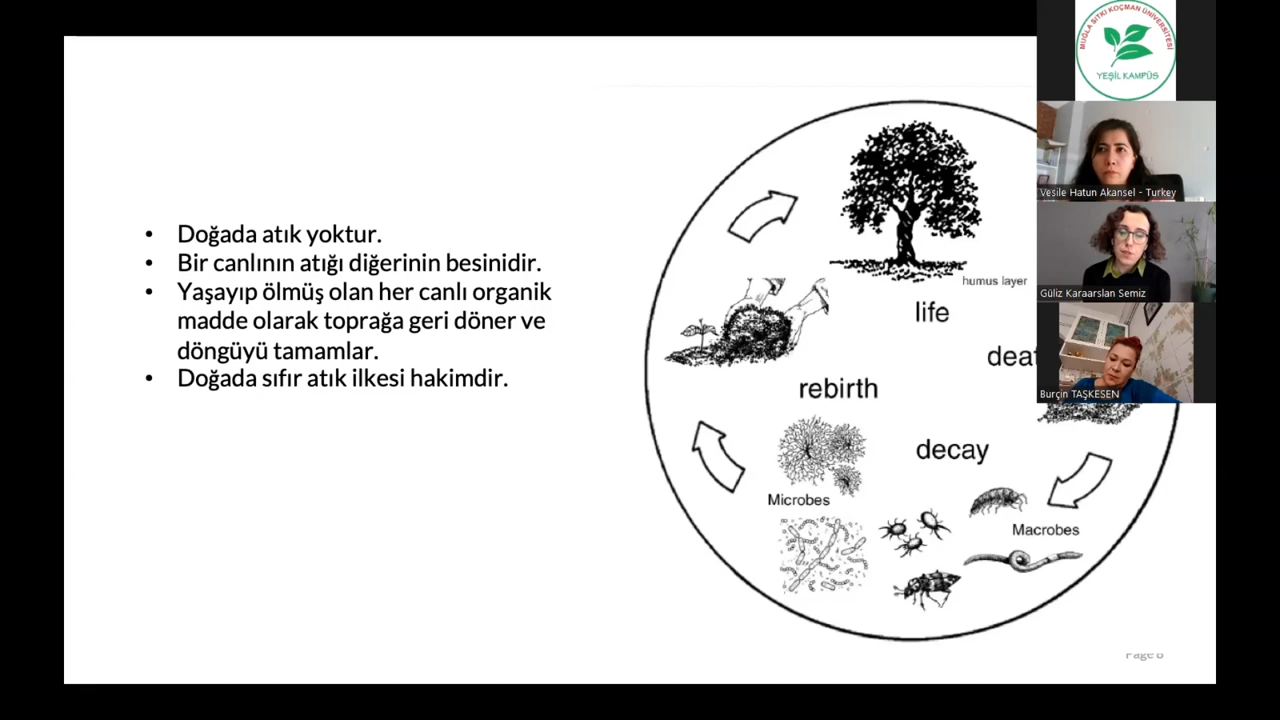 MUĞLA SITKI KOÇMAN ÜNİVERSİTESİ
YEŞİL KAMPÜS
Vesile Hatun Akansel - Turkey
Güliz Karaarslan Semiz
Burçin TAŞKESEN
• Doğada atık yoktur.
• Bir canlının atığı diğerinin besinidir.
• Yaşayıp ölmüş olan her canlı organik
madde olarak toprağa geri döner ve
döngüyü tamamlar.
• Doğada sıfır atık ilkesi hakimdir.
humus layer
life
deat
rebirth
decay
Microbes
Macrobes